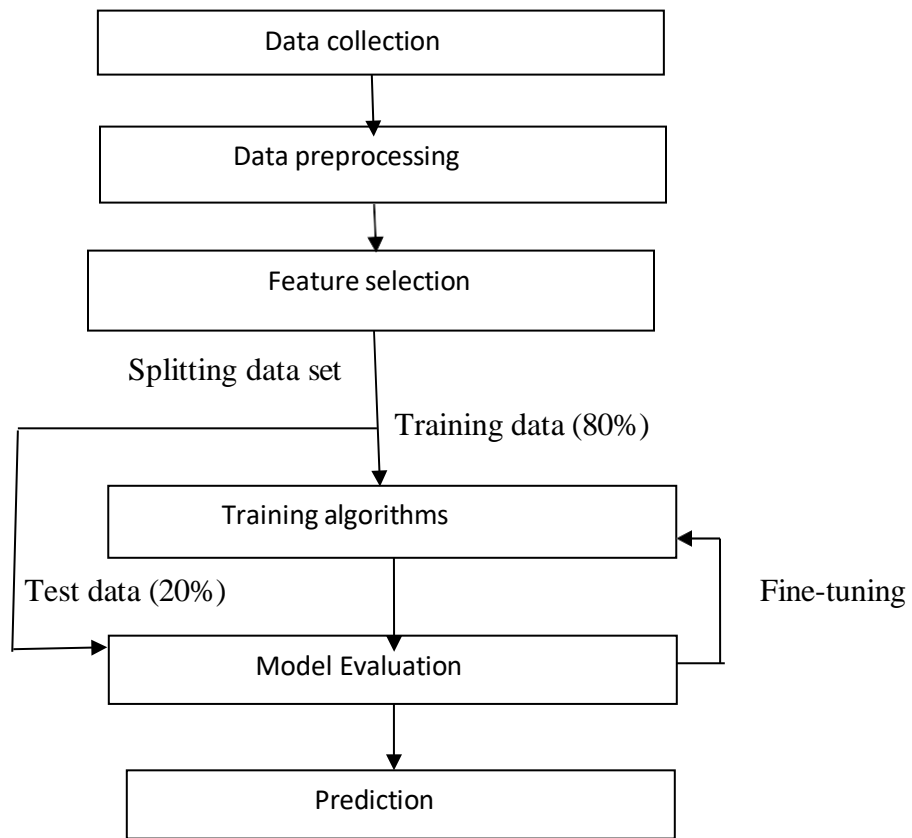 Data collection
Data preprocessing
Feature selection
Splitting data set
Training data (80%)
Training algorithms
Test data (20%)
Fine-tuning
Model Evaluation
Prediction